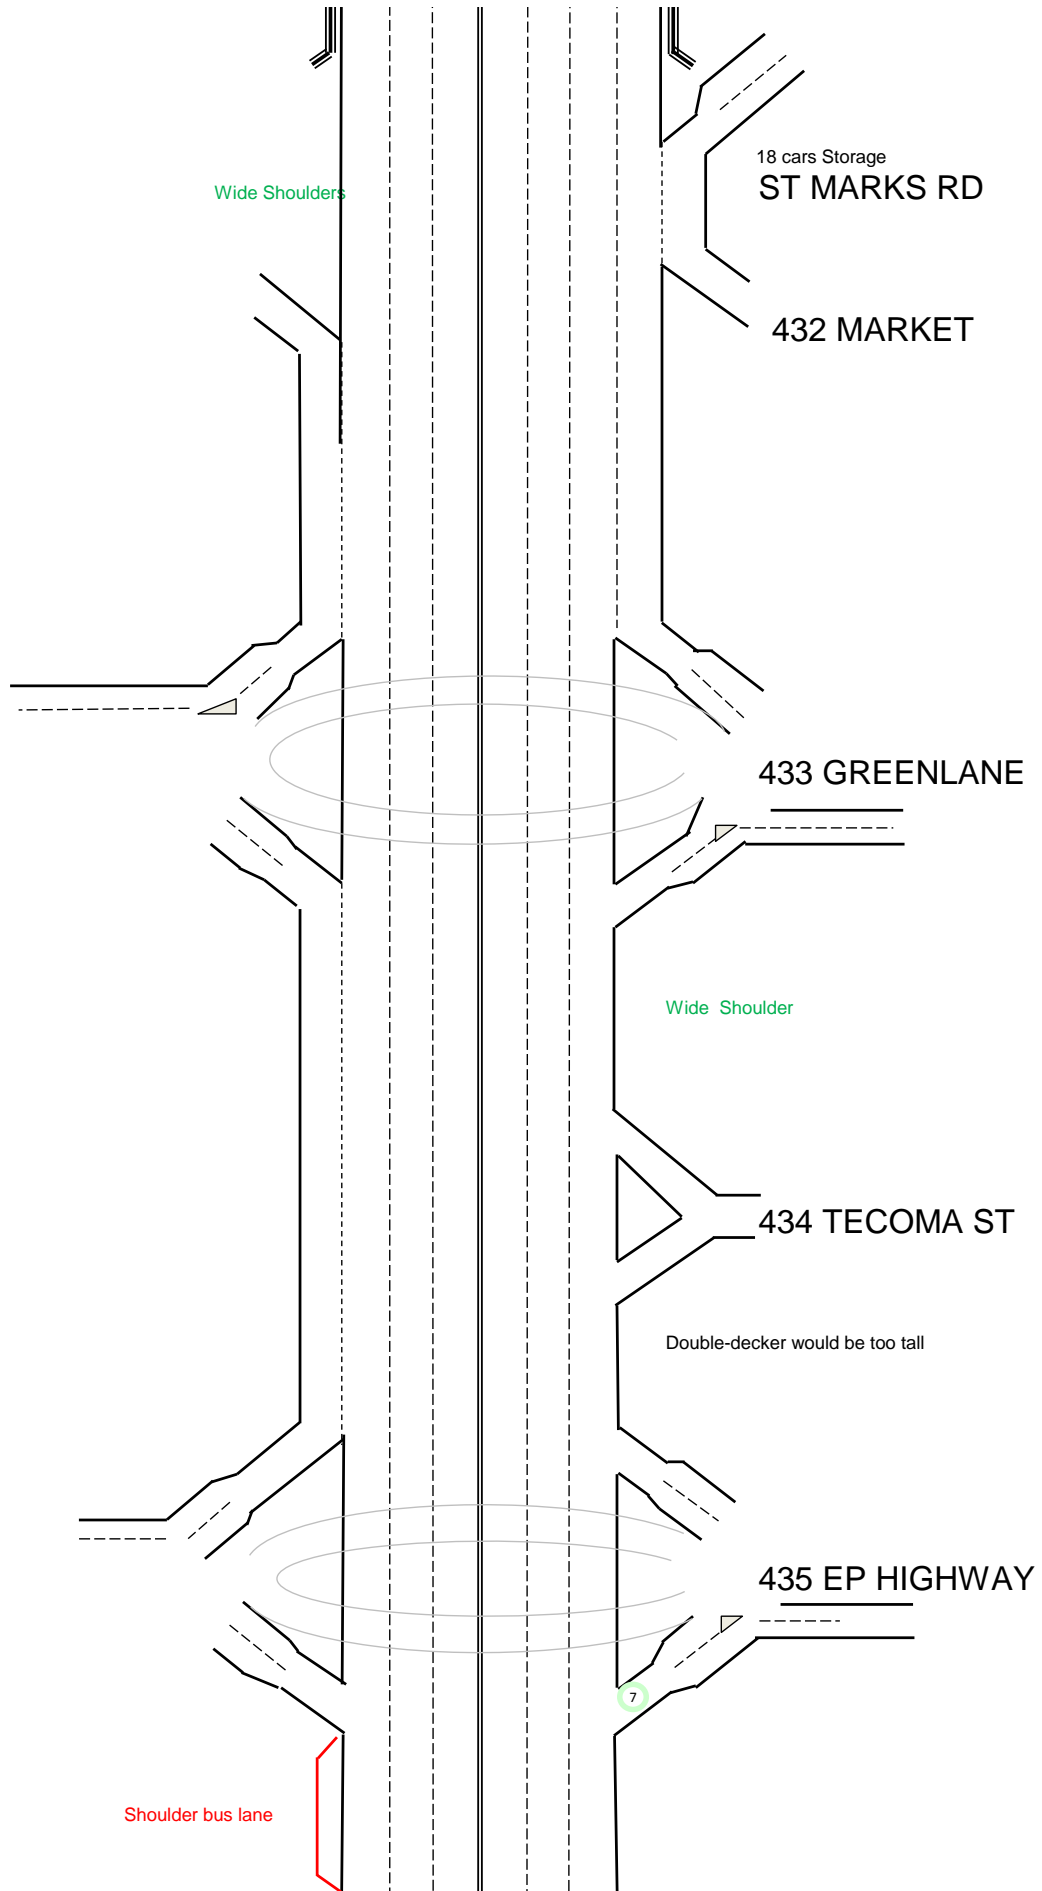 18 cars Storage
ST MARKS RD
Wide Shoulders
432 MARKET
433 GREENLANE
Wide  Shoulder
434 TECOMA ST
Double-decker would be too tall
435 EP HIGHWAY
7
Shoulder bus lane